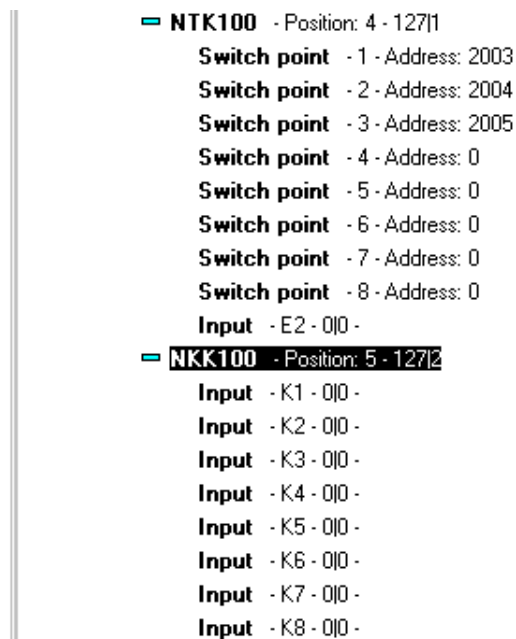 NTK100 - Position: 4 - 127|1
Switch point - 1 - Address: 2003
Switch point - 2 - Address: 2004
Switch point - 3 - Address: 2005
Switch point - 4 - Address: 0
Switch point - 5 - Address: 0
Switch point - 6 - Address: 0
Switch point - 7 - Address: 0
Switch point - 8 - Address: 0
Input - E2 - 0|0 -
NKK100 - Position: 5 - 127|2
Input - K1 - 0|0 -
Input - K2 - 0|0 -
Input - K3 - 0|0 -
Input - K4 - 0|0 -
Input - K5 - 0|0 -
Input - K6 - 0|0 -
Input - K7 - 0|0 -
Input - K8 - 0|0 -